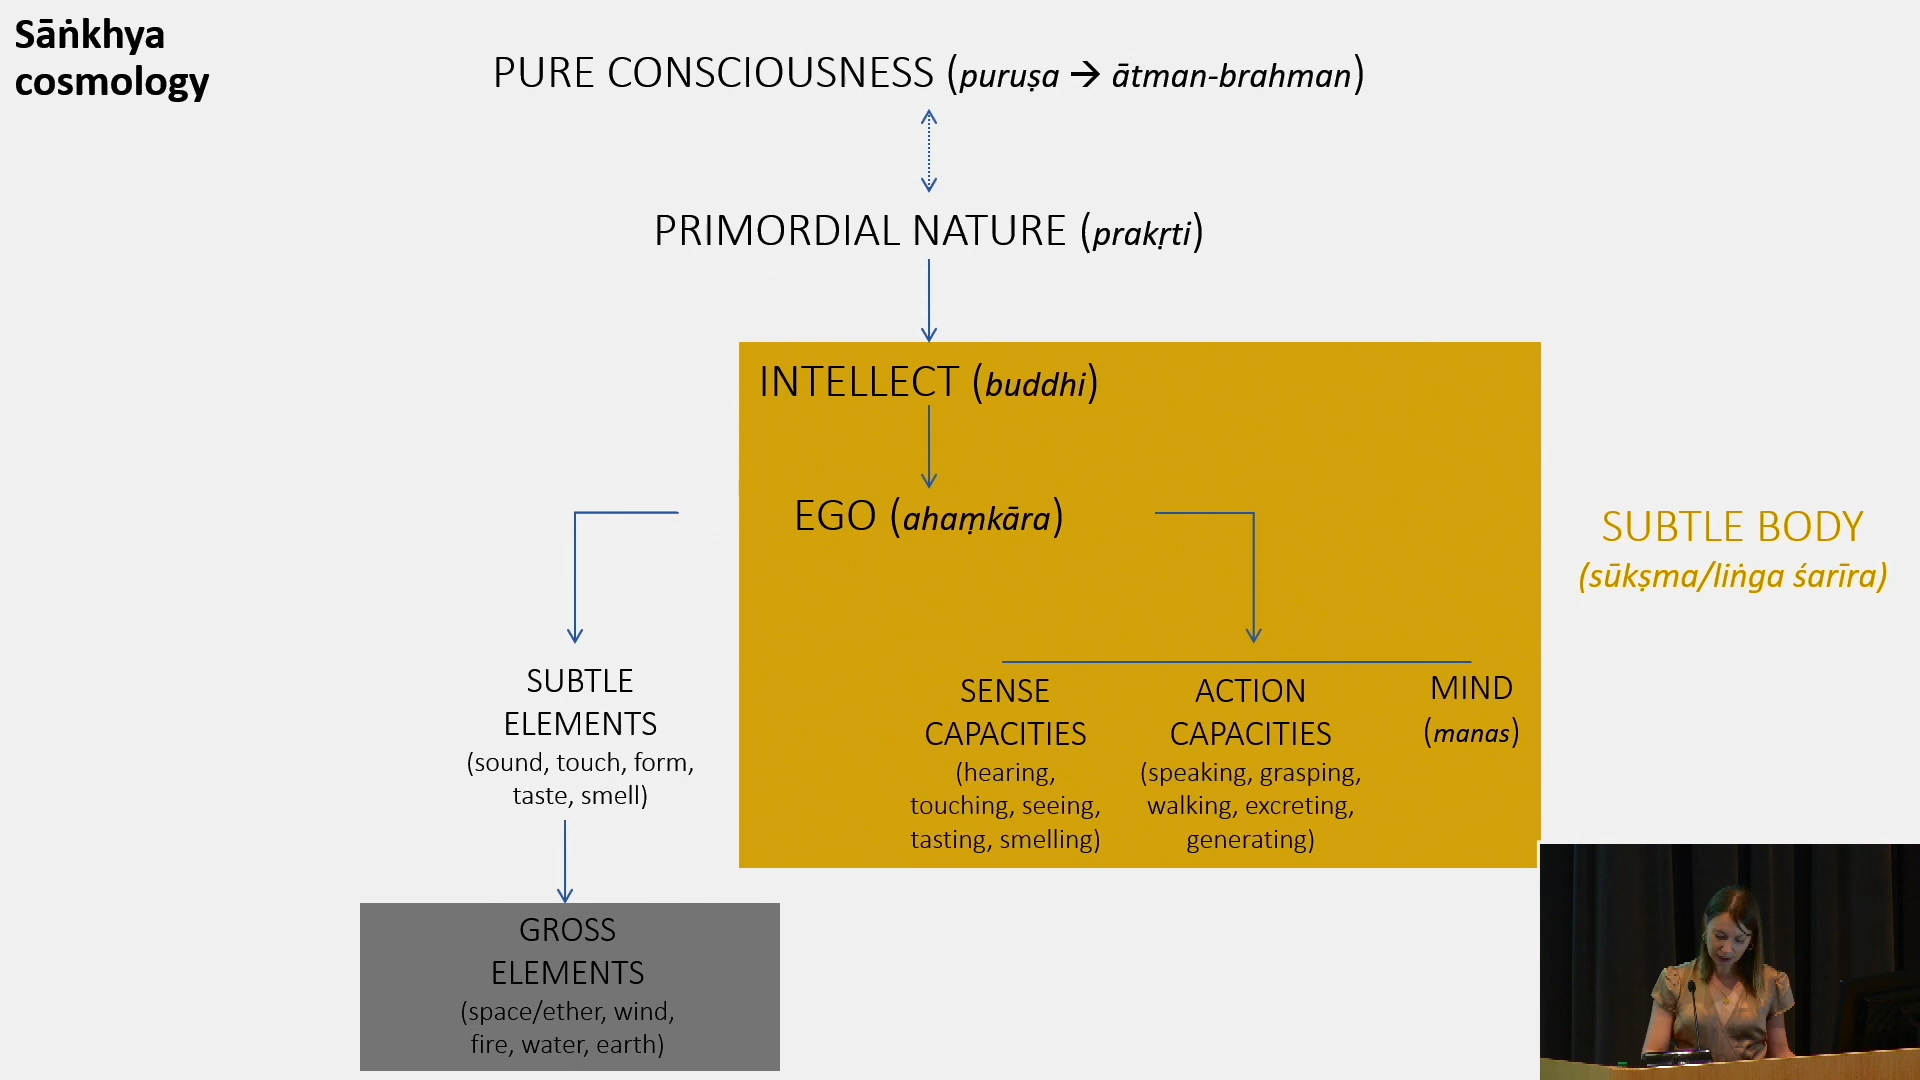 Sāṅkhya
cosmology
PURE CONSCIOUSNESS (puruṣa → ātman-brahman)
PRIMORDIAL NATURE (prakṛti)
INTELLECT (buddhi)
EGO (ahaṃkāra)
SUBTLE BODY
(sūkṣma/liṅga śarīra)
SUBTLE
ELEMENTS
(sound, touch, form,
taste, smell)
SENSE
CAPACITIES
(hearing,
touching, seeing,
tasting, smelling)
ACTION
CAPACITIES
(speaking, grasping,
walking, excreting,
generating)
MIND
(manas)
GROSS
ELEMENTS
(space/ether, wind,
fire, water, earth)